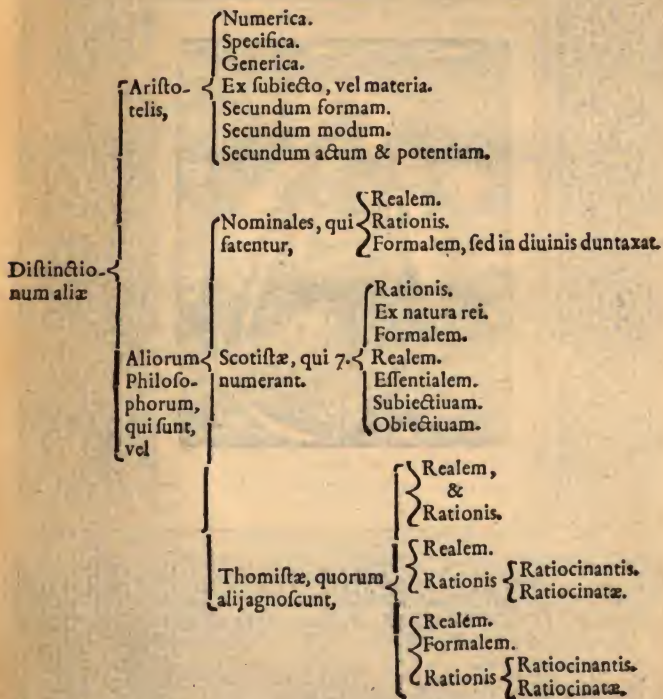 Distinctio-
num aliæ
Aristo-
telis,
Numerica.
Specifica.
Generica.
Ex subiecto, vel materia.
Secundum formam.
Secundum modum.
Secundum actum & potentiam.
Aliorum
Philoso-
phorum,
qui sunt,
vel
Nominales, qui
fatentur,
Realem.
Rationis.
Formalem, sed in diuinis duntaxat.
Scotistæ, qui 7.
numerant.
Rationis.
Ex natura rei.
Formalem.
Realem.
Essentialem.
Subiectiuam.
Obiectiuam.
Thomistæ, quorum
alij agnoscunt,
Realem,
&
Rationis.
Realem.
Rationis
Ratiocinantis.
Ratiocinatæ.
Realem.
Formalem.
Rationis
Ratiocinantis.
Ratiocinatæ.